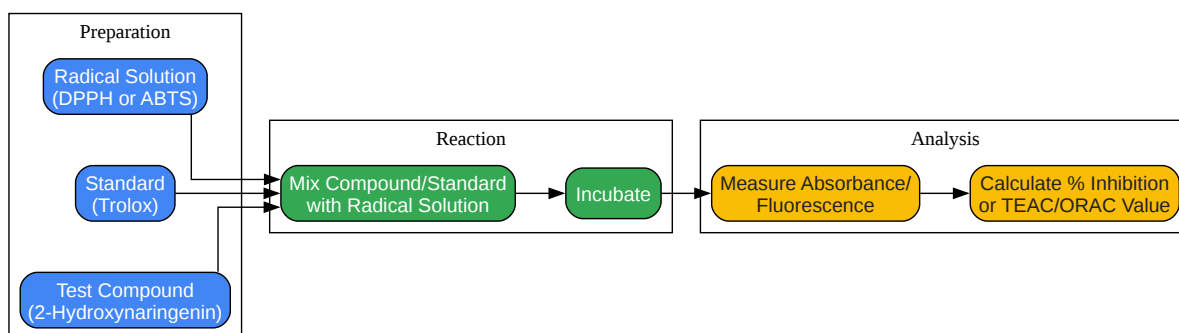 Preparation
Radical Solution
(DPPH or ABTS)
Standard
(Trolox)
Test Compound
(2-Hydroxynaringenin)
Reaction
Mix Compound/Standard
with Radical Solution
Incubate
Analysis
Measure Absorbance/
Fluorescence
Calculate % Inhibition
or TEAC/ORAC Value